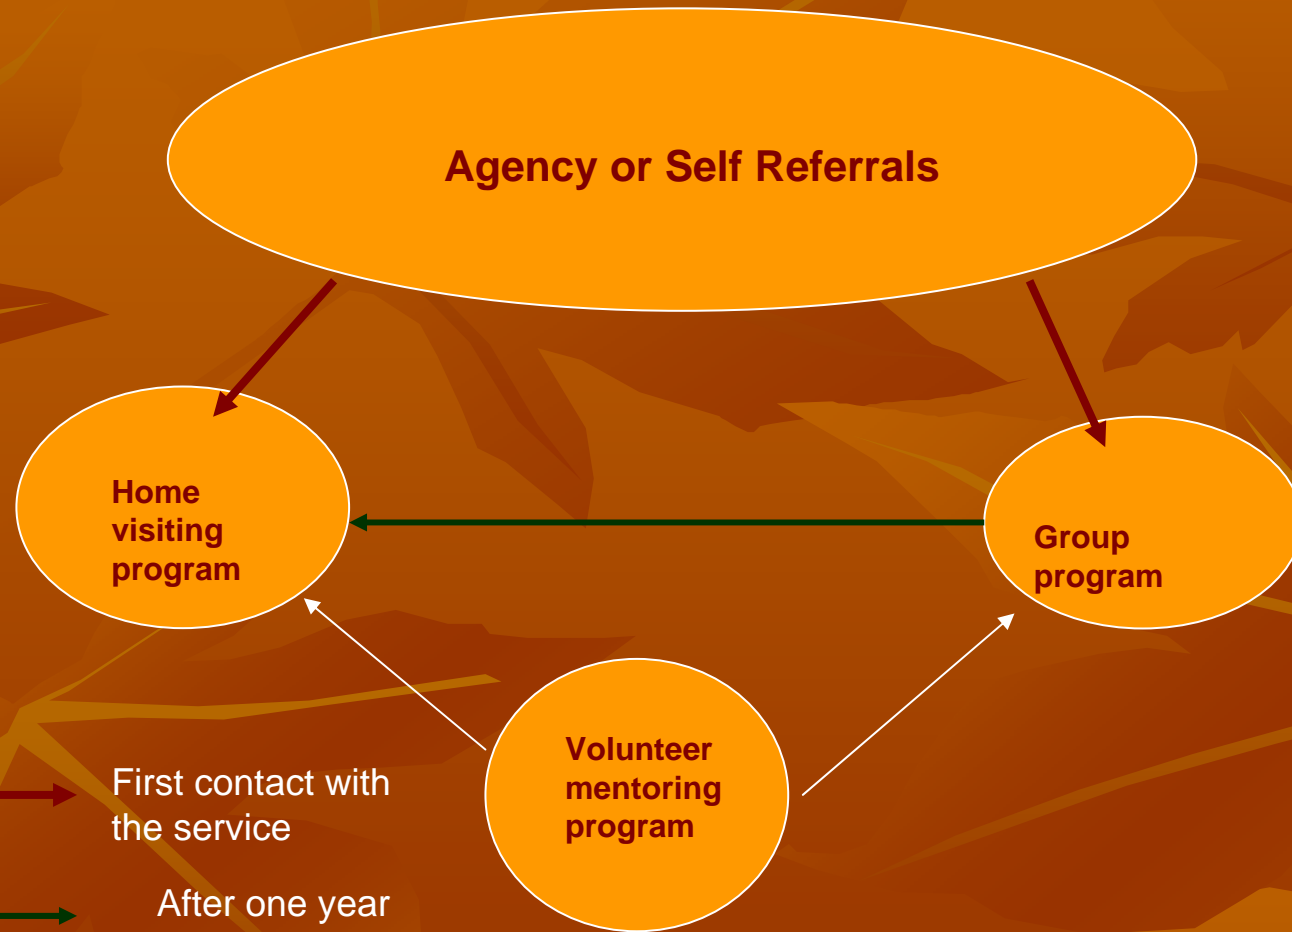 Agency or Self Referrals
Home
visiting
program
Group
program
Volunteer
mentoring
program
First contact with
the service
After one year